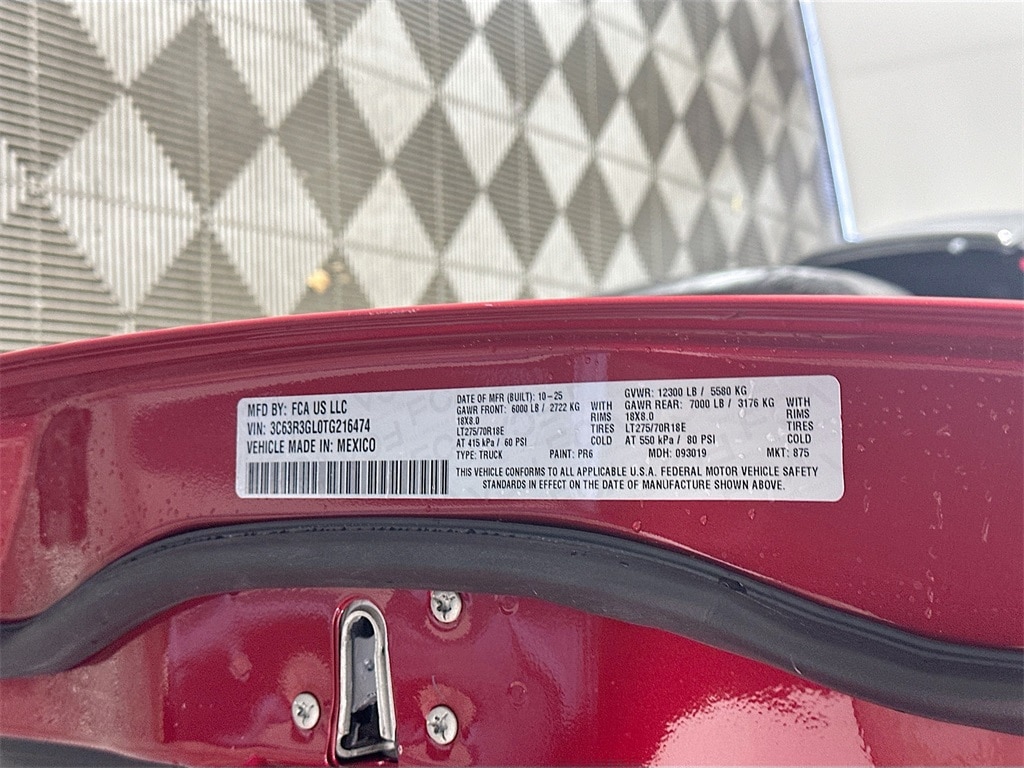 MFD BY: FCA US LLC
VIN: 3C63R3GL0TG216474
VEHICLE MADE IN: MEXICO
DATE OF MFR (BUILT): 10-25
GAWR FRONT: 6000 LB / 2722 KG WITH
18X8.0 RIMS
LT275/70R18E TIRES
AT 415 kPa / 60 PSI COLD
TYPE: TRUCK PAINT: PR6
GVWR: 12300 LB / 5580 KG
GAWR REAR: 7000 LB / 3176 KG WITH
18X8.0 RIMS
LT275/70R18E TIRES
AT 550 kPa / 80 PSI COLD
MDH: 093019 MKT: 875
THIS VEHICLE CONFORMS TO ALL APPLICABLE U.S.A. FEDERAL MOTOR VEHICLE SAFETY
STANDARDS IN EFFECT ON THE DATE OF MANUFACTURE SHOWN ABOVE.